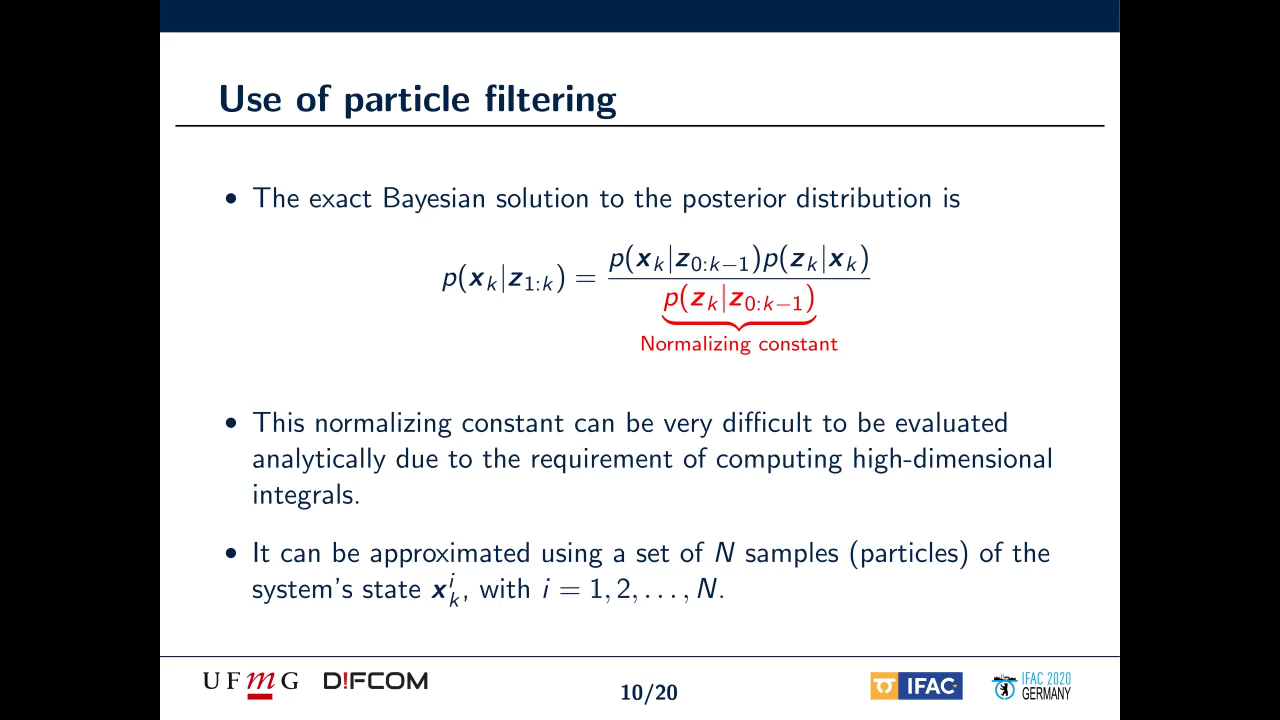 Use of particle filtering
• The exact Bayesian solution to the posterior distribution is
p(x_k|z_{1:k}) = \frac{p(x_k|z_{0:k−1})p(z_k|x_k)}{p(z_k|z_{0:k−1})}
Normalizing constant
• This normalizing constant can be very difficult to be evaluated
analytically due to the requirement of computing high-dimensional
integrals.
• It can be approximated using a set of N samples (particles) of the
system's state x_k^i, with i = 1, 2, . . . , N.
UFmG D!FCOM
10/20
IFAC
IFAC 2020
GERMANY